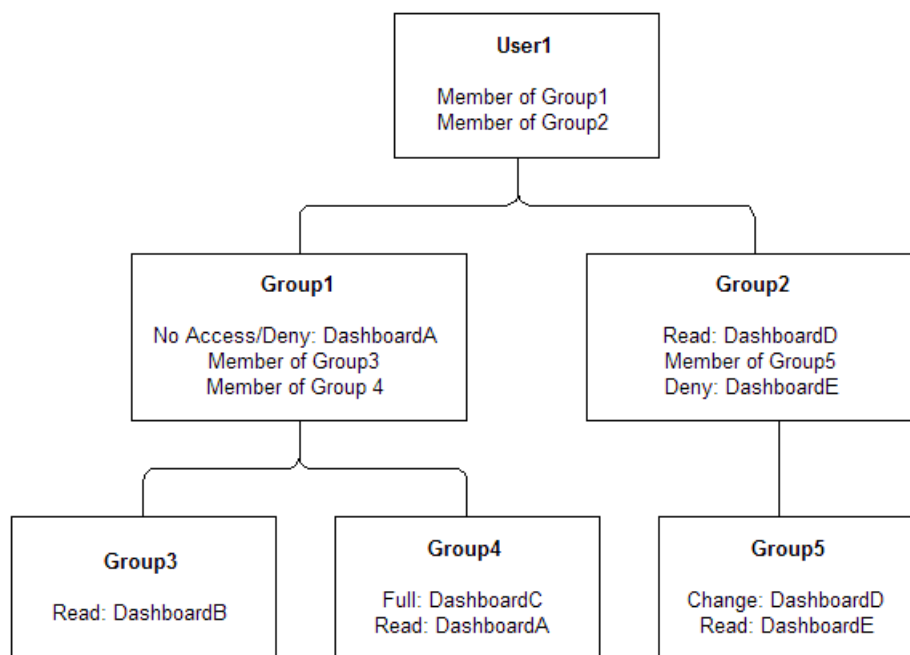 User1
Member of Group1
Member of Group2
Group1
No Access/Deny: DashboardA
Member of Group3
Member of Group 4
Group2
Read: DashboardD
Member of Group5
Deny: DashboardE
Group3
Read: DashboardB
Group4
Full: DashboardC
Read: DashboardA
Group5
Change: DashboardD
Read: DashboardE